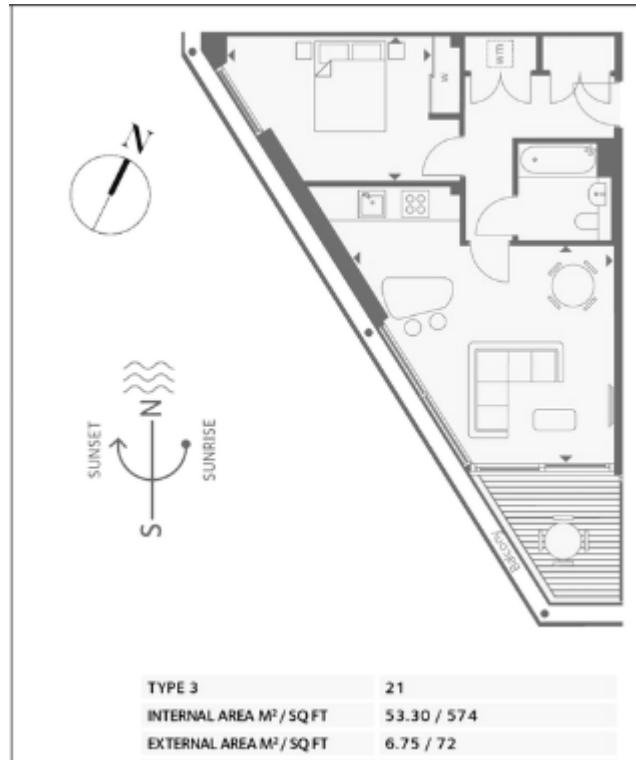 W
WM
N
N
SUNSET
SUNRISE
S
Balcony
TYPE 3 21
INTERNAL AREA M² / SQ FT 53.30 / 574
EXTERNAL AREA M² / SQ FT 6.75 / 72